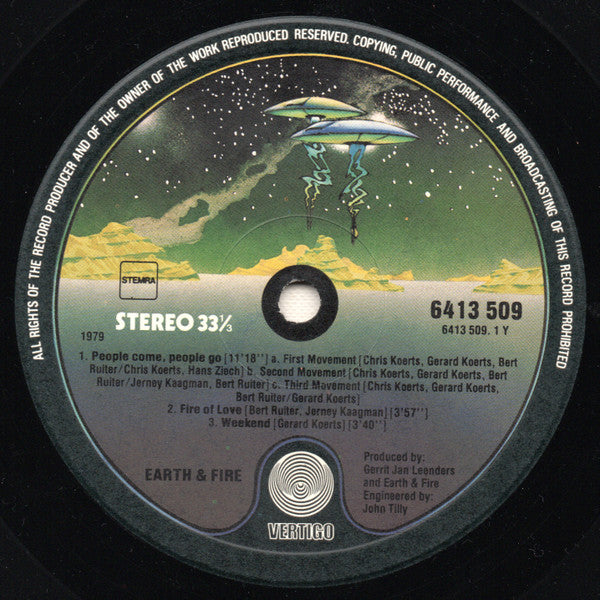 ALL RIGHTS OF THE RECORD PRODUCER AND OF THE OWNER OF THE WORK REPRODUCED RESERVED. COPYING, PUBLIC PERFORMANCE AND BROADCASTING OF THIS RECORD PROHIBITED
STEMRA
STEREO 33⅓
6413 509
6413 509. 1 Y
1979
1. People come, people go [11'18''] a. First Movement [Chris Koerts, Gerard Koerts, Bert
Ruiter/Chris Koerts, Hans Ziech] b. Second Movement [Chris Koerts, Gerard Koerts, Bert
Ruiter/Jerney Kaagman, Bert Ruiter] c. Third Movement [Chris Koerts, Gerard Koerts,
Bert Ruiter/Gerard Koerts]
2. Fire of Love [Bert Ruiter, Jerney Kaagman] [3'57'']
3. Weekend [Gerard Koerts] [3'40'']
EARTH & FIRE
Produced by:
Gerrit Jan Leenders
and Earth & Fire
Engineered by:
John Tilly
VERTIGO